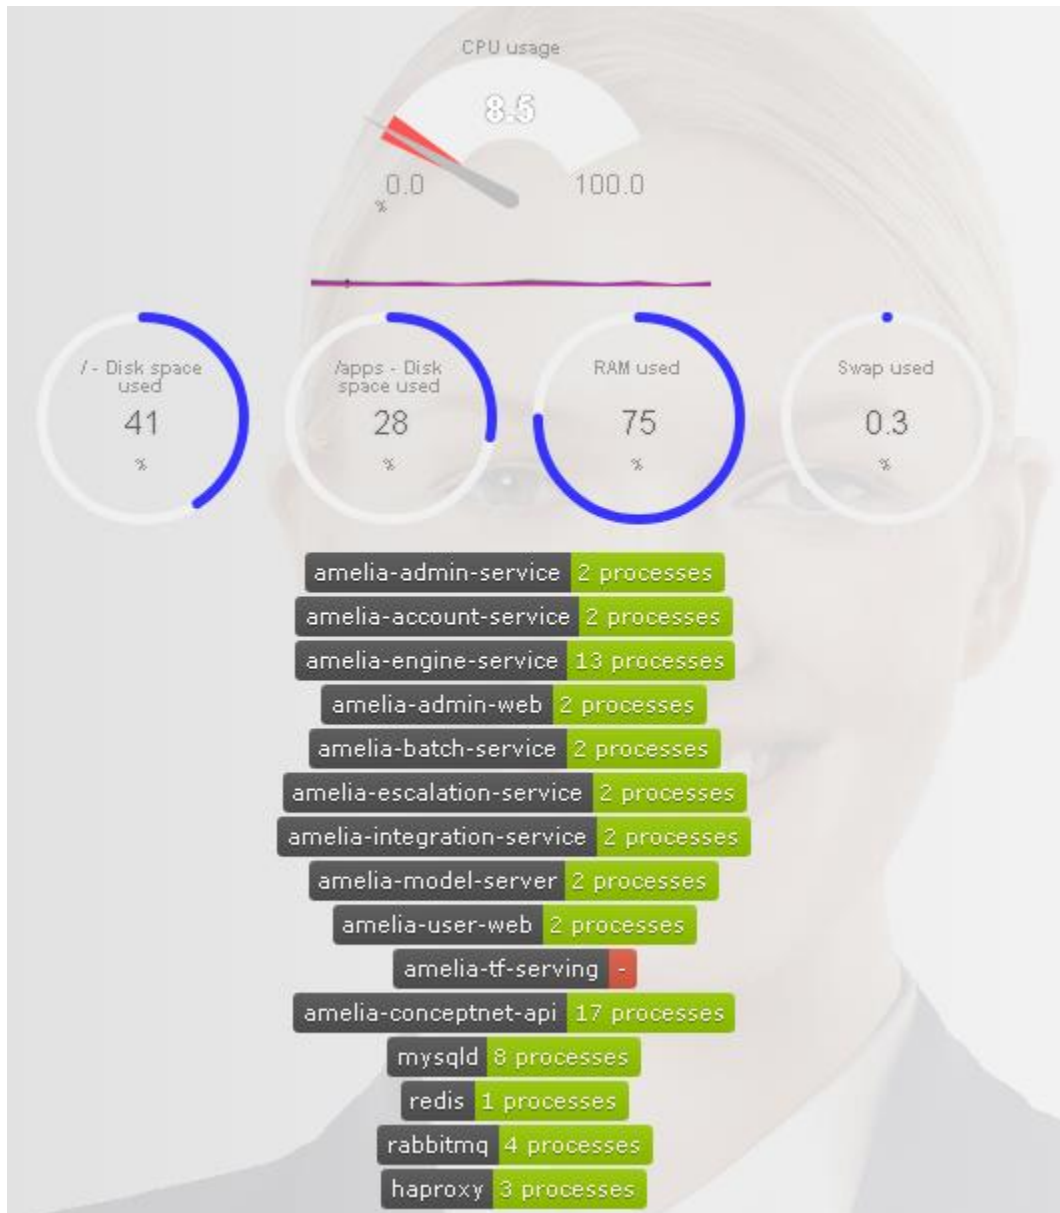 CPU usage
8.5
0.0
100.0
%
/ - Disk space
used
41
%
/apps - Disk
space used
28
%
RAM used
75
%
Swap used
0.3
%
amelia-admin-service 2 processes
amelia-account-service 2 processes
amelia-engine-service 13 processes
amelia-admin-web 2 processes
amelia-batch-service 2 processes
amelia-escalation-service 2 processes
amelia-integration-service 2 processes
amelia-model-server 2 processes
amelia-user-web 2 processes
amelia-tf-serving -
amelia-conceptnet-api 17 processes
mysqld 8 processes
redis 1 processes
rabbitmq 4 processes
haproxy 3 processes